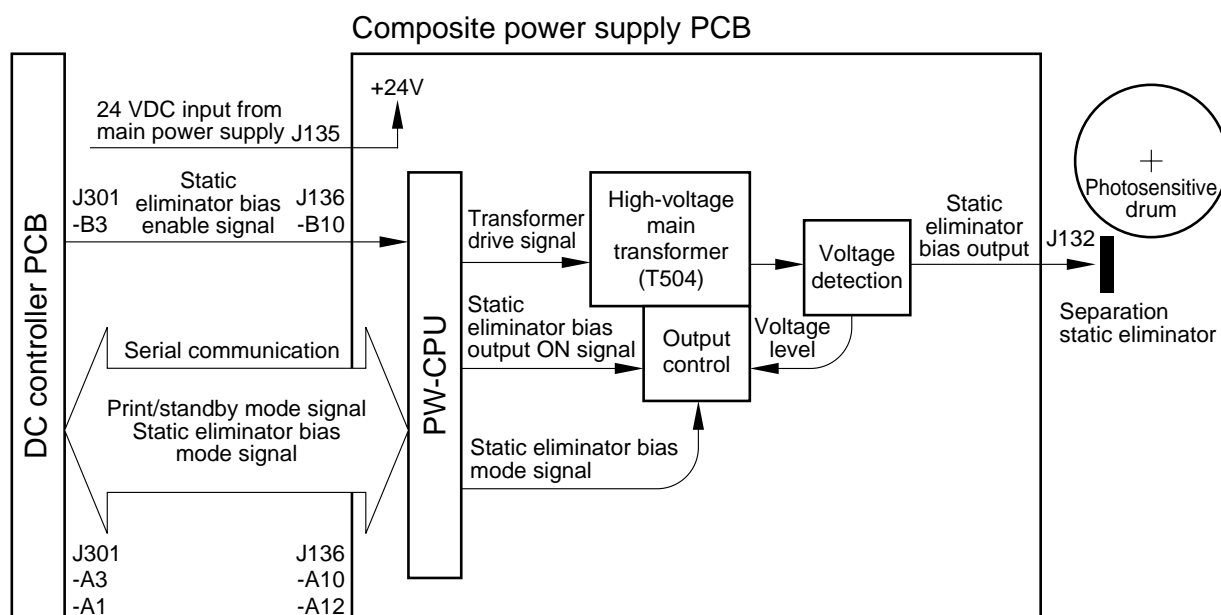 Composite power supply PCB
DC controller PCB
24 VDC input from
main power supply
J135
+24V
J301
-B3
Static
eliminator bias
enable signal
J136
-B10
PW-CPU
Transformer
drive signal
High-voltage
main
transformer
(T504)
Voltage
detection
Static
eliminator
bias output
J132
Photosensitive
drum
Separation
static eliminator
Static
eliminator bias
output ON signal
Output
control
Voltage
level
Serial communication
Print/standby mode signal
Static eliminator bias
mode signal
Static eliminator bias
mode signal
J301
-A3
-A1
J136
-A10
-A12